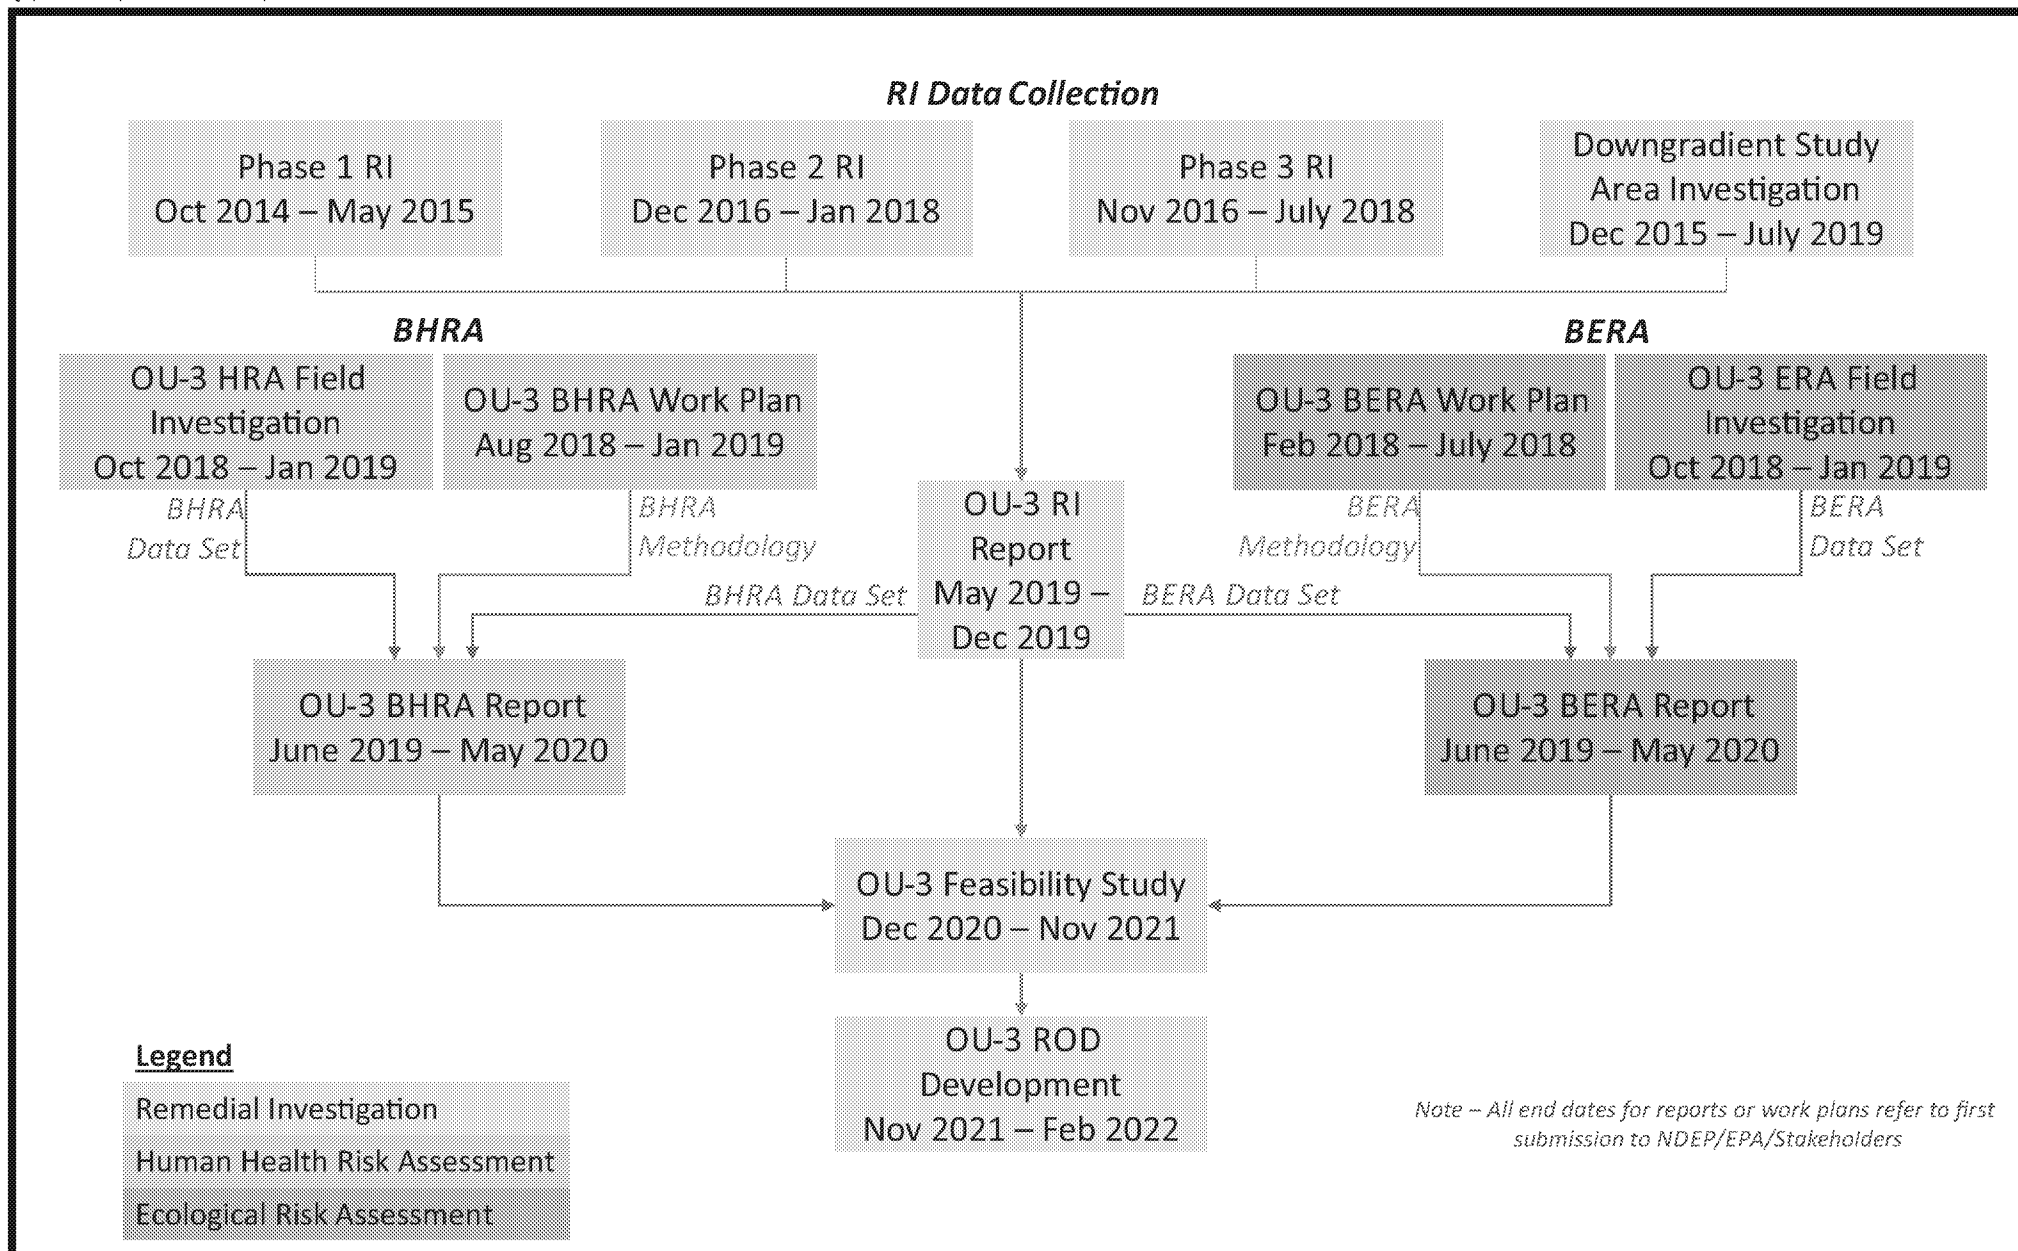 RI Data Collection
Phase 1 RI
Oct 2014 – May 2015
Phase 2 RI
Dec 2016 – Jan 2018
Phase 3 RI
Nov 2016 – July 2018
Downgradient Study
Area Investigation
Dec 2015 – July 2019
BHRA
OU-3 HRA Field
Investigation
Oct 2018 – Jan 2019
OU-3 BHRA Work Plan
Aug 2018 – Jan 2019
BERA
OU-3 BERA Work Plan
Feb 2018 – July 2018
OU-3 ERA Field
Investigation
Oct 2018 – Jan 2019
BHRA
Data Set
BHRA
Methodology
OU-3 RI
Report
May 2019 –
Dec 2019
BERA
Methodology
BERA
Data Set
BHRA Data Set
BERA Data Set
OU-3 BHRA Report
June 2019 – May 2020
OU-3 BERA Report
June 2019 – May 2020
OU-3 Feasibility Study
Dec 2020 – Nov 2021
OU-3 ROD
Development
Nov 2021 – Feb 2022
Legend
Remedial Investigation
Human Health Risk Assessment
Ecological Risk Assessment
Note – All end dates for reports or work plans refer to first
submission to NDEP/EPA/Stakeholders